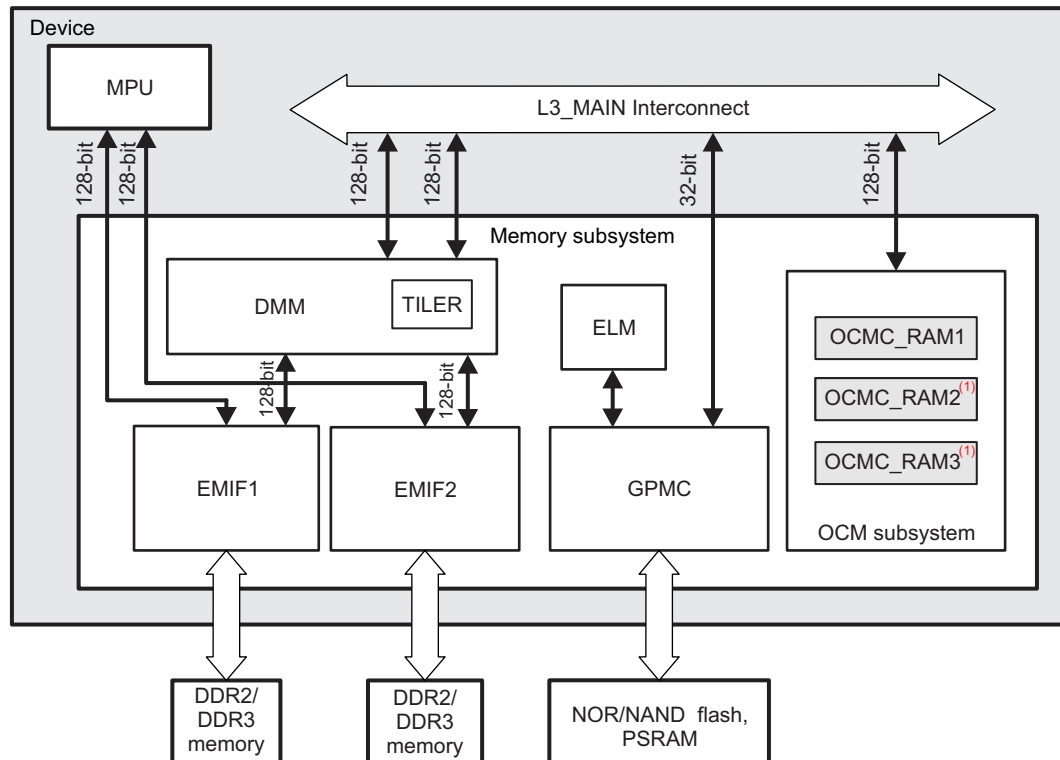 Device
MPU
L3_MAIN Interconnect
128-bit
128-bit
128-bit
128-bit
32-bit
128-bit
Memory subsystem
DMM
TILER
ELM
OCMC_RAM1
OCMC_RAM2(1)
OCMC_RAM3(1)
OCM subsystem
128-bit
128-bit
EMIF1
EMIF2
GPMC
DDR2/
DDR3
memory
DDR2/
DDR3
memory
NOR/NAND flash,
PSRAM